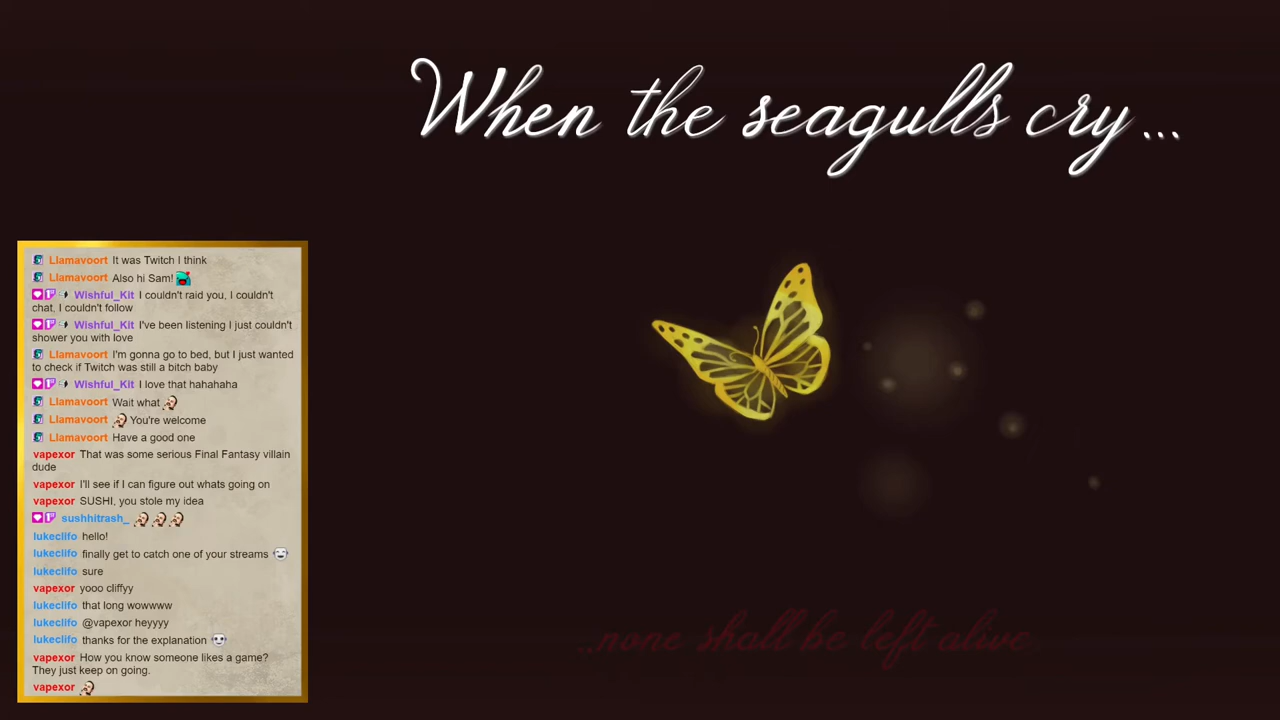 When the seagulls cry...
Llamavoort It was Twitch I think
Llamavoort Also hi Sam!
Wishful_Kit I couldn't raid you, I couldn't
chat, I couldn't follow
Wishful_Kit I've been listening I just couldn't
shower you with love
Llamavoort I'm gonna go to bed, but I just wanted
to check if Twitch was still a bitch baby
Wishful_Kit I love that hahahaha
Llamavoort Wait what
Llamavoort You're welcome
Llamavoort Have a good one
vapexor That was some serious Final Fantasy villain
dude
vapexor I'll see if I can figure out whats going on
vapexor SUSHI, you stole my idea
sushhitrash_
lukeclifo hello!
lukeclifo finally get to catch one of your streams
lukeclifo sure
vapexor yooo cliffyy
lukeclifo that long wowwww
lukeclifo @vapexor heyyyy
lukeclifo thanks for the explanation
vapexor How you know someone likes a game?
They just keep on going.
vapexor
..none shall be left alive